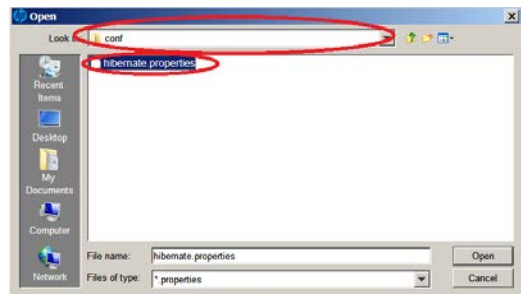 Open
Look
conf
hibernate.properties
Recent
Items
Desktop
My
Documents
Computer
Network
File name: hibernate.properties Open
Files of type: *.properties Cancel